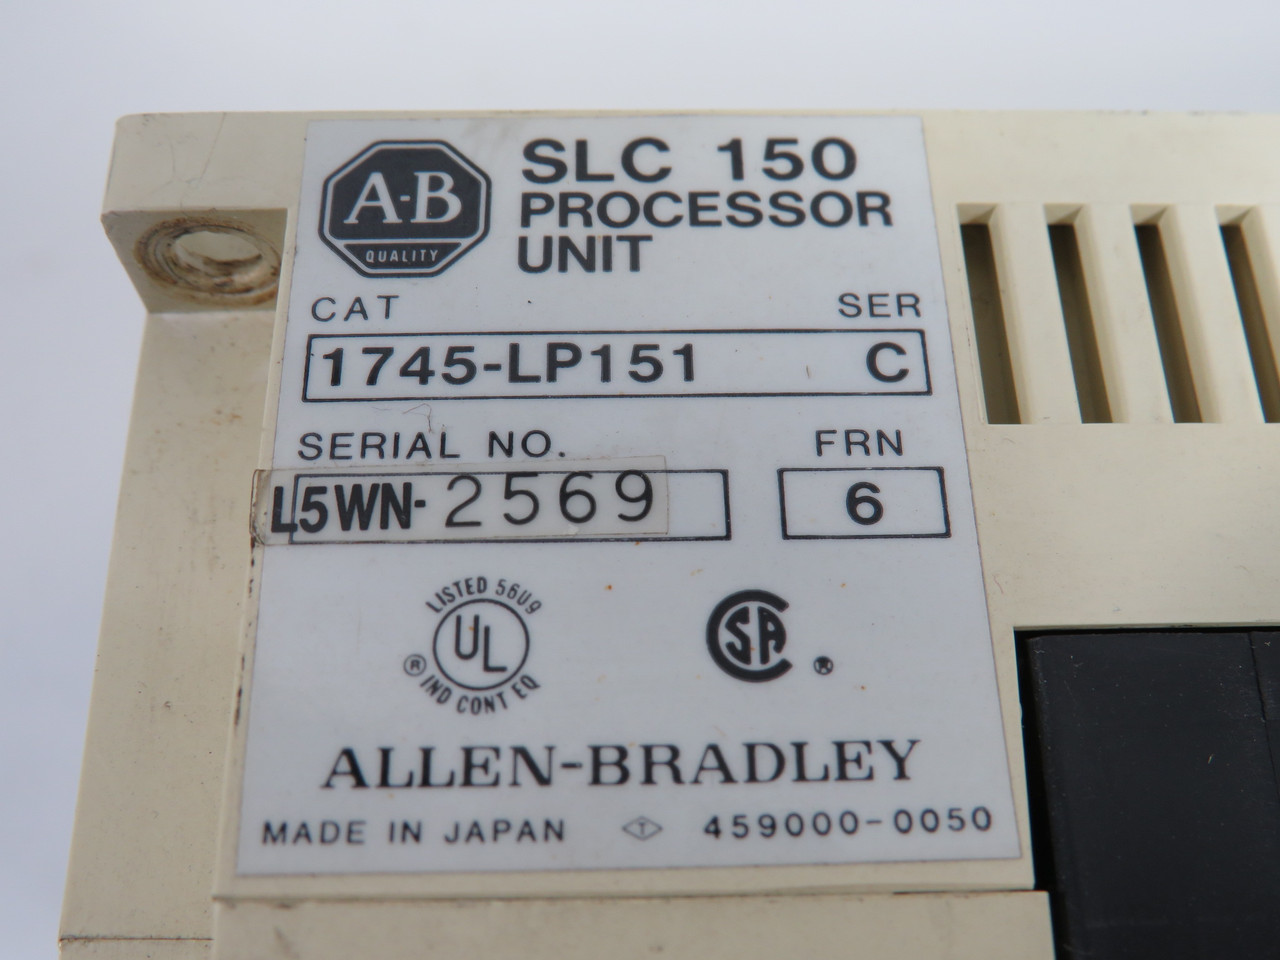 A-B
QUALITY
SLC 150
PROCESSOR
UNIT
CAT SER
1745-LP151 C
SERIAL NO. FRN
L5WN-2569 6
LISTED 56U9
UL
® IND CONT EQ
SA ®
ALLEN-BRADLEY
MADE IN JAPAN T 459000-0050